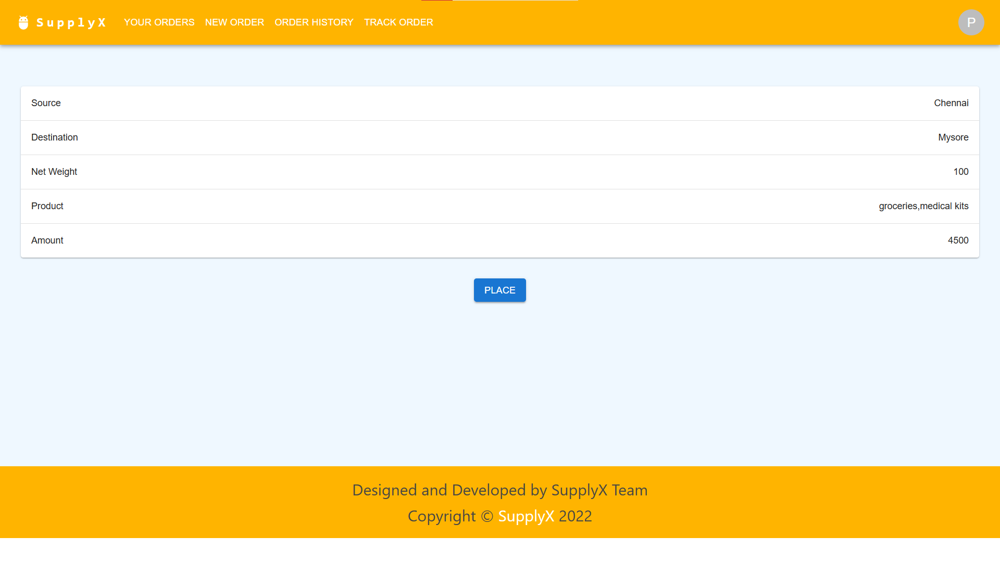 SupplyX YOUR ORDERS NEW ORDER ORDER HISTORY TRACK ORDER P
Source Chennai
Destination Mysore
Net Weight 100
Product groceries,medical kits
Amount 4500
PLACE
Designed and Developed by SupplyX Team
Copyright © SupplyX 2022